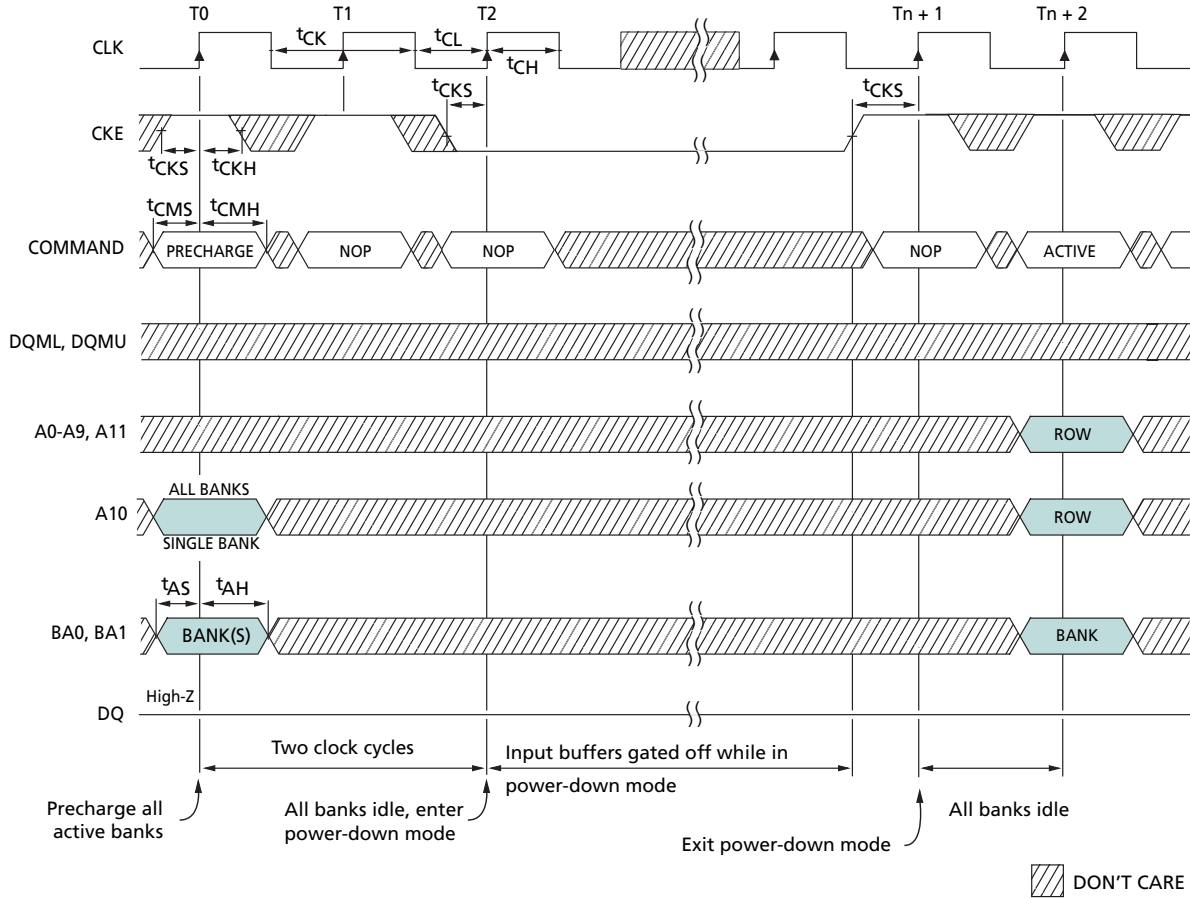 T0 T1 T2 Tn + 1 Tn + 2
CLK
tCK tCL
tCH
tCKS tCKS
CKE
tCKS tCKH
tCMS tCMH
COMMAND PRECHARGE NOP NOP NOP ACTIVE
DQML, DQMU
A0-A9, A11 ROW
ALL BANKS
A10 ROW
SINGLE BANK
tAS tAH
BA0, BA1 BANK(S) BANK
High-Z
DQ
Two clock cycles
Input buffers gated off while in
power-down mode
Precharge all
active banks
All banks idle, enter
power-down mode
Exit power-down mode
All banks idle
DON'T CARE